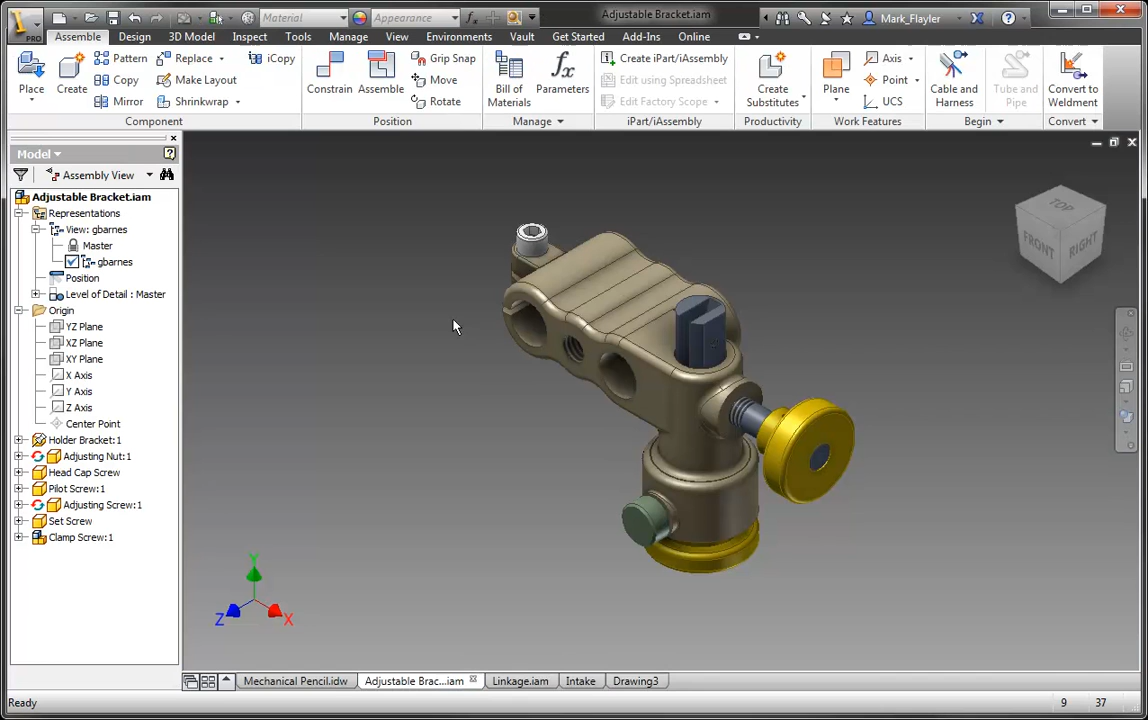 PRO
Material
Appearance
fx
Adjustable Bracket.iam
Mark_Flayler
Assemble Design 3D Model Inspect Tools Manage View Environments Vault Get Started Add-Ins Online
Place
Create
Pattern
Copy
Mirror
Replace
Make Layout
Shrinkwrap
iCopy
Component
Constrain
Assemble
Grip Snap
Move
Rotate
Position
Bill of
Materials
fx
Parameters
Manage
Create iPart/iAssembly
Edit using Spreadsheet
Edit Factory Scope
iPart/iAssembly
Create
Substitutes
Productivity
Plane
Axis
Point
UCS
Work Features
Cable and
Harness
Tube and
Pipe
Begin
Convert to
Weldment
Convert
Model
Assembly View
Adjustable Bracket.iam
Representations
View: gbarnes
Master
gbarnes
Position
Level of Detail : Master
Origin
YZ Plane
XZ Plane
XY Plane
X Axis
Y Axis
Z Axis
Center Point
Holder Bracket:1
Adjusting Nut:1
Head Cap Screw
Pilot Screw:1
Adjusting Screw:1
Set Screw
Clamp Screw:1
TOP
FRONT
RIGHT
Y
Z
X
Mechanical Pencil.idw Adjustable Brac...iam Linkage.iam Intake Drawing3
Ready 9 37